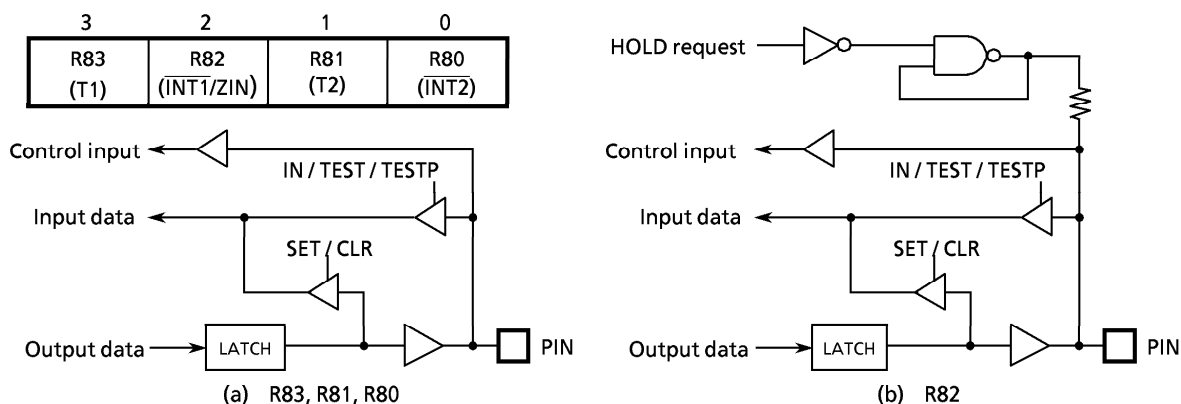 3 2 1 0
R83 R82 R81 R80
(T1) (INT1/ZIN) (T2) (INT2)
Control input
IN / TEST / TESTP
Input data
SET / CLR
Output data
LATCH
PIN
(a) R83, R81, R80
HOLD request
Control input
IN / TEST / TESTP
Input data
SET / CLR
Output data
LATCH
PIN
(b) R82